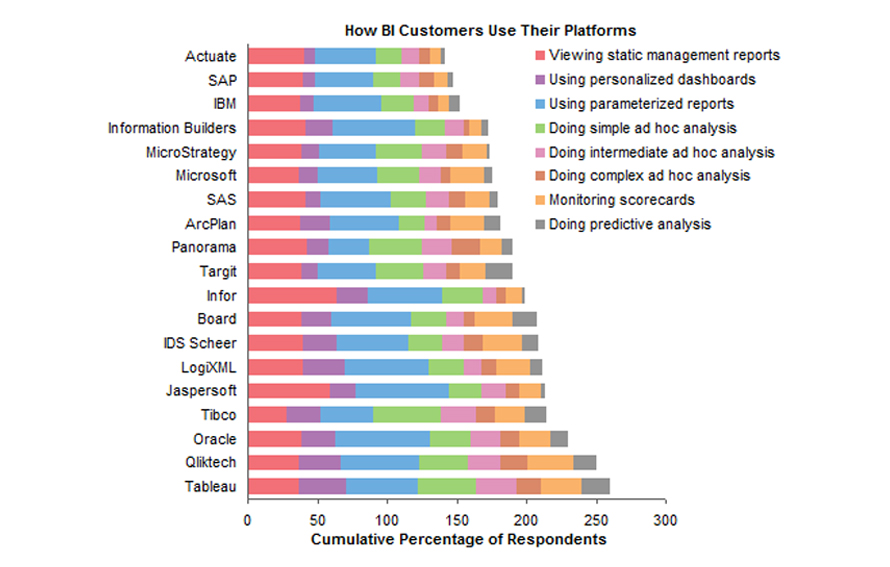 How BI Customers Use Their Platforms
Actuate
SAP
IBM
Information Builders
MicroStrategy
Microsoft
SAS
ArcPlan
Panorama
Targit
Infor
Board
IDS Scheer
LogiXML
Jaspersoft
Tibco
Oracle
Qliktech
Tableau
Viewing static management reports
Using personalized dashboards
Using parameterized reports
Doing simple ad hoc analysis
Doing intermediate ad hoc analysis
Doing complex ad hoc analysis
Monitoring scorecards
Doing predictive analysis
0 50 100 150 200 250 300
Cumulative Percentage of Respondents